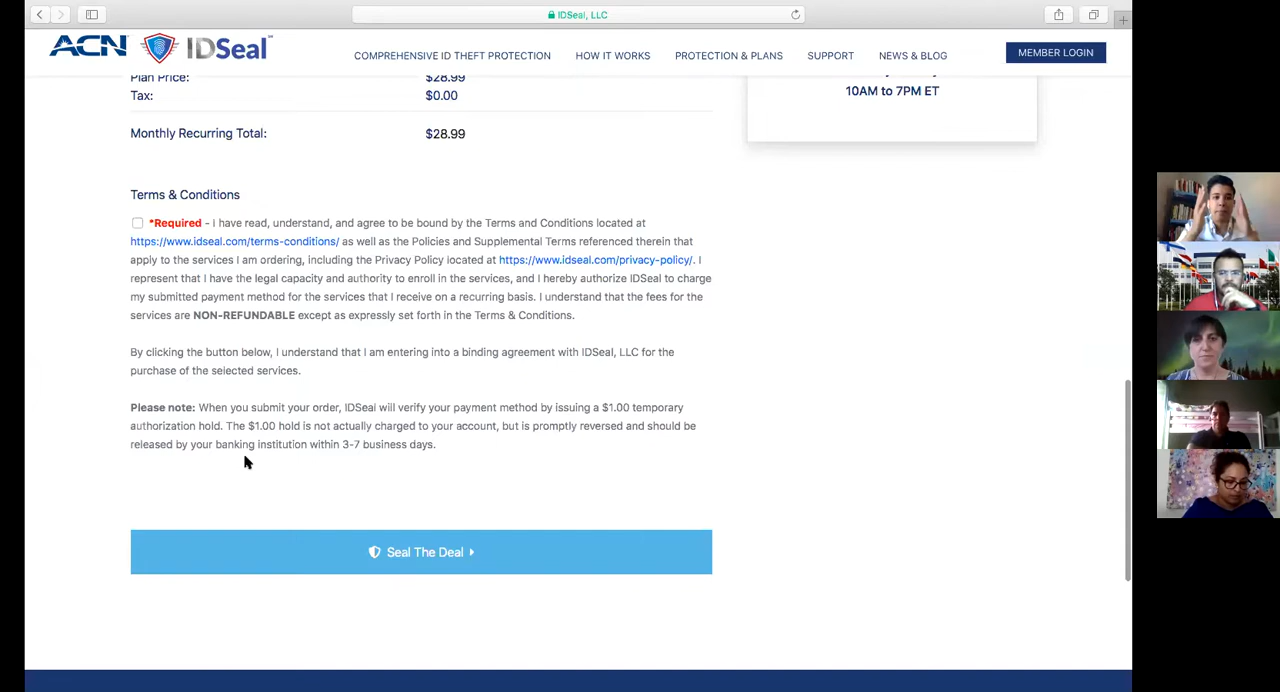 IDSeal, LLC
ACN IDSeal
COMPREHENSIVE ID THEFT PROTECTION HOW IT WORKS PROTECTION & PLANS SUPPORT NEWS & BLOG MEMBER LOGIN
Plan Price: $28.99
10AM to 7PM ET
Tax: $0.00
Monthly Recurring Total: $28.99
Terms & Conditions
*Required - I have read, understand, and agree to be bound by the Terms and Conditions located at
https://www.idseal.com/terms-conditions/ as well as the Policies and Supplemental Terms referenced therein that
apply to the services I am ordering, including the Privacy Policy located at https://www.idseal.com/privacy-policy/. I
represent that I have the legal capacity and authority to enroll in the services, and I hereby authorize IDSeal to charge
my submitted payment method for the services that I receive on a recurring basis. I understand that the fees for the
services are NON-REFUNDABLE except as expressly set forth in the Terms & Conditions.
By clicking the button below, I understand that I am entering into a binding agreement with IDSeal, LLC for the
purchase of the selected services.
Please note: When you submit your order, IDSeal will verify your payment method by issuing a $1.00 temporary
authorization hold. The $1.00 hold is not actually charged to your account, but is promptly reversed and should be
released by your banking institution within 3-7 business days.
Seal The Deal